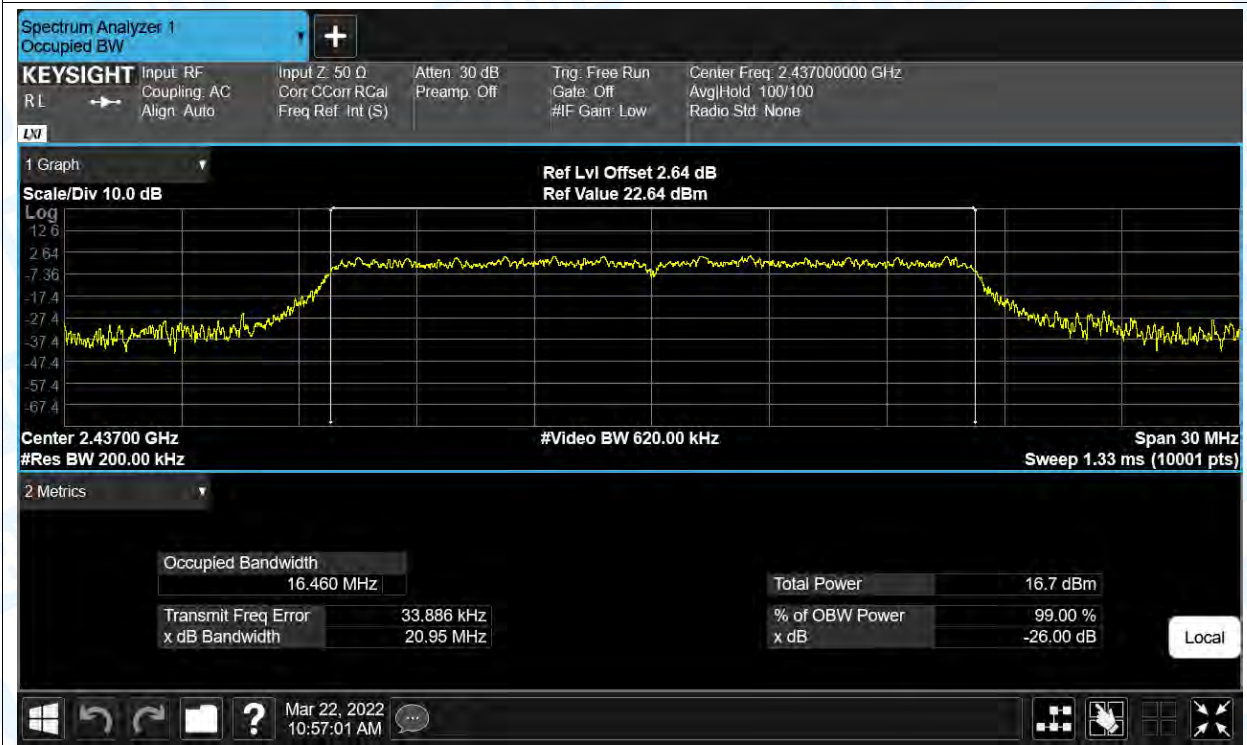 Spectrum Analyzer 1
Occupied BW
KEYSIGHT
R L
LXI
Input: RF
Coupling: AC
Align: Auto
Input Z: 50 Ω
Corr CCorr RCal
Freq Ref: Int (S)
Atten: 30 dB
Preamp: Off
Trig: Free Run
Gate: Off
#IF Gain: Low
Center Freq: 2.437000000 GHz
Avg|Hold: 100/100
Radio Std: None
1 Graph
Scale/Div 10.0 dB
Ref Lvl Offset 2.64 dB
Ref Value 22.64 dBm
Log
12.6
2.64
-7.36
-17.4
-27.4
-37.4
-47.4
-57.4
-67.4
Center 2.43700 GHz
#Res BW 200.00 kHz
#Video BW 620.00 kHz
Span 30 MHz
Sweep 1.33 ms (10001 pts)
2 Metrics
Occupied Bandwidth
16.460 MHz
Transmit Freq Error 33.886 kHz
x dB Bandwidth 20.95 MHz
Total Power 16.7 dBm
% of OBW Power 99.00 %
x dB -26.00 dB
Local
?
Mar 22, 2022
10:57:01 AM